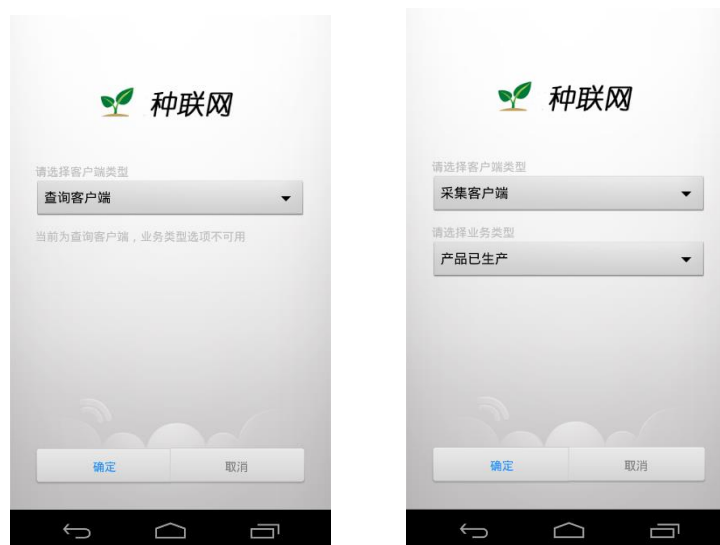 种联网
请选择客户端类型
查询客户端
当前为查询客户端，业务类型选项不可用
确定
取消
种联网
请选择客户端类型
采集客户端
请选择业务类型
产品已生产
确定
取消